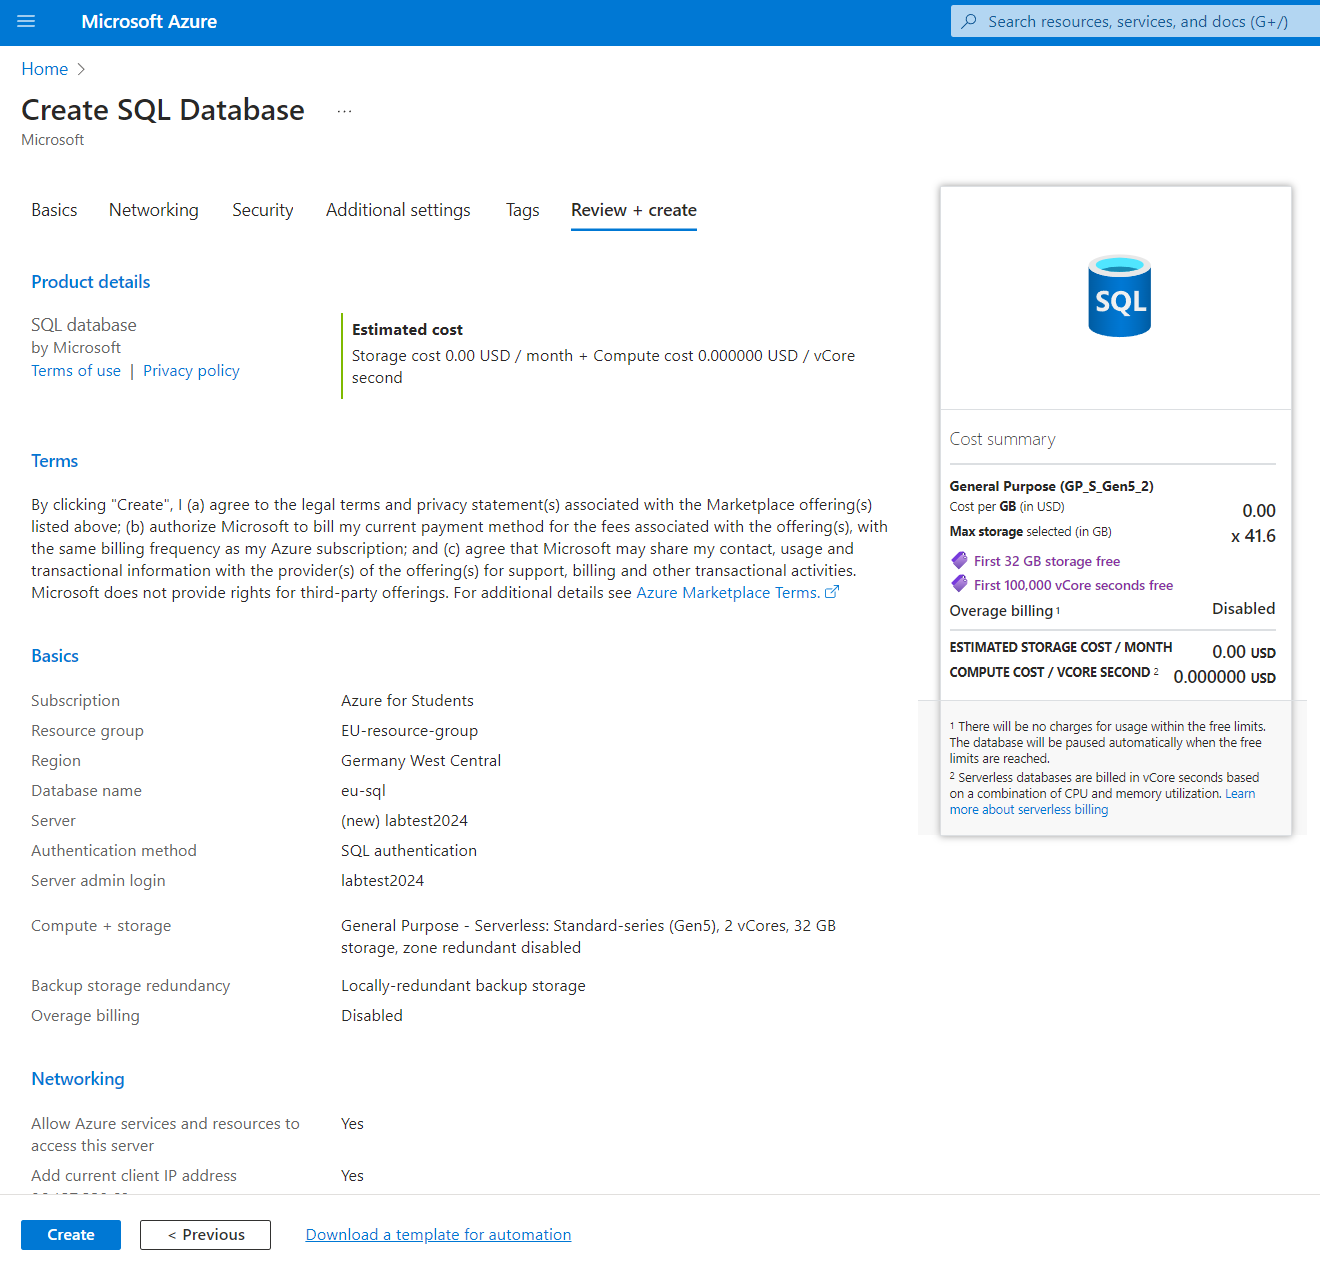 Microsoft Azure
Search resources, services, and docs (G+/)
Home
Create SQL Database
...
Microsoft
Basics
Networking
Security
Additional settings
Tags
Review + create
Product details
SQL database
by Microsoft
Terms of use | Privacy policy
Estimated cost
Storage cost 0.00 USD / month + Compute cost 0.000000 USD / vCore
second
Terms
By clicking "Create", I (a) agree to the legal terms and privacy statement(s) associated with the Marketplace offering(s)
listed above; (b) authorize Microsoft to bill my current payment method for the fees associated with the offering(s), with
the same billing frequency as my Azure subscription; and (c) agree that Microsoft may share my contact, usage and
transactional information with the provider(s) of the offering(s) for support, billing and other transactional activities.
Microsoft does not provide rights for third-party offerings. For additional details see Azure Marketplace Terms.
Basics
Subscription Azure for Students
Resource group EU-resource-group
Region Germany West Central
Database name eu-sql
Server (new) labtest2024
Authentication method SQL authentication
Server admin login labtest2024
Compute + storage General Purpose - Serverless: Standard-series (Gen5), 2 vCores, 32 GB
storage, zone redundant disabled
Backup storage redundancy Locally-redundant backup storage
Overage billing Disabled
Networking
Allow Azure services and resources to Yes
access this server
Add current client IP address Yes
SQL
Cost summary
General Purpose (GP_S_Gen5_2)
Cost per GB (in USD) 0.00
Max storage selected (in GB) x 41.6
First 32 GB storage free
First 100,000 vCore seconds free
Overage billing 1 Disabled
ESTIMATED STORAGE COST / MONTH 0.00 USD
COMPUTE COST / VCORE SECOND 2 0.000000 USD
1 There will be no charges for usage within the free limits.
The database will be paused automatically when the free
limits are reached.
2 Serverless databases are billed in vCore seconds based
on a combination of CPU and memory utilization. Learn
more about serverless billing
Create
< Previous
Download a template for automation